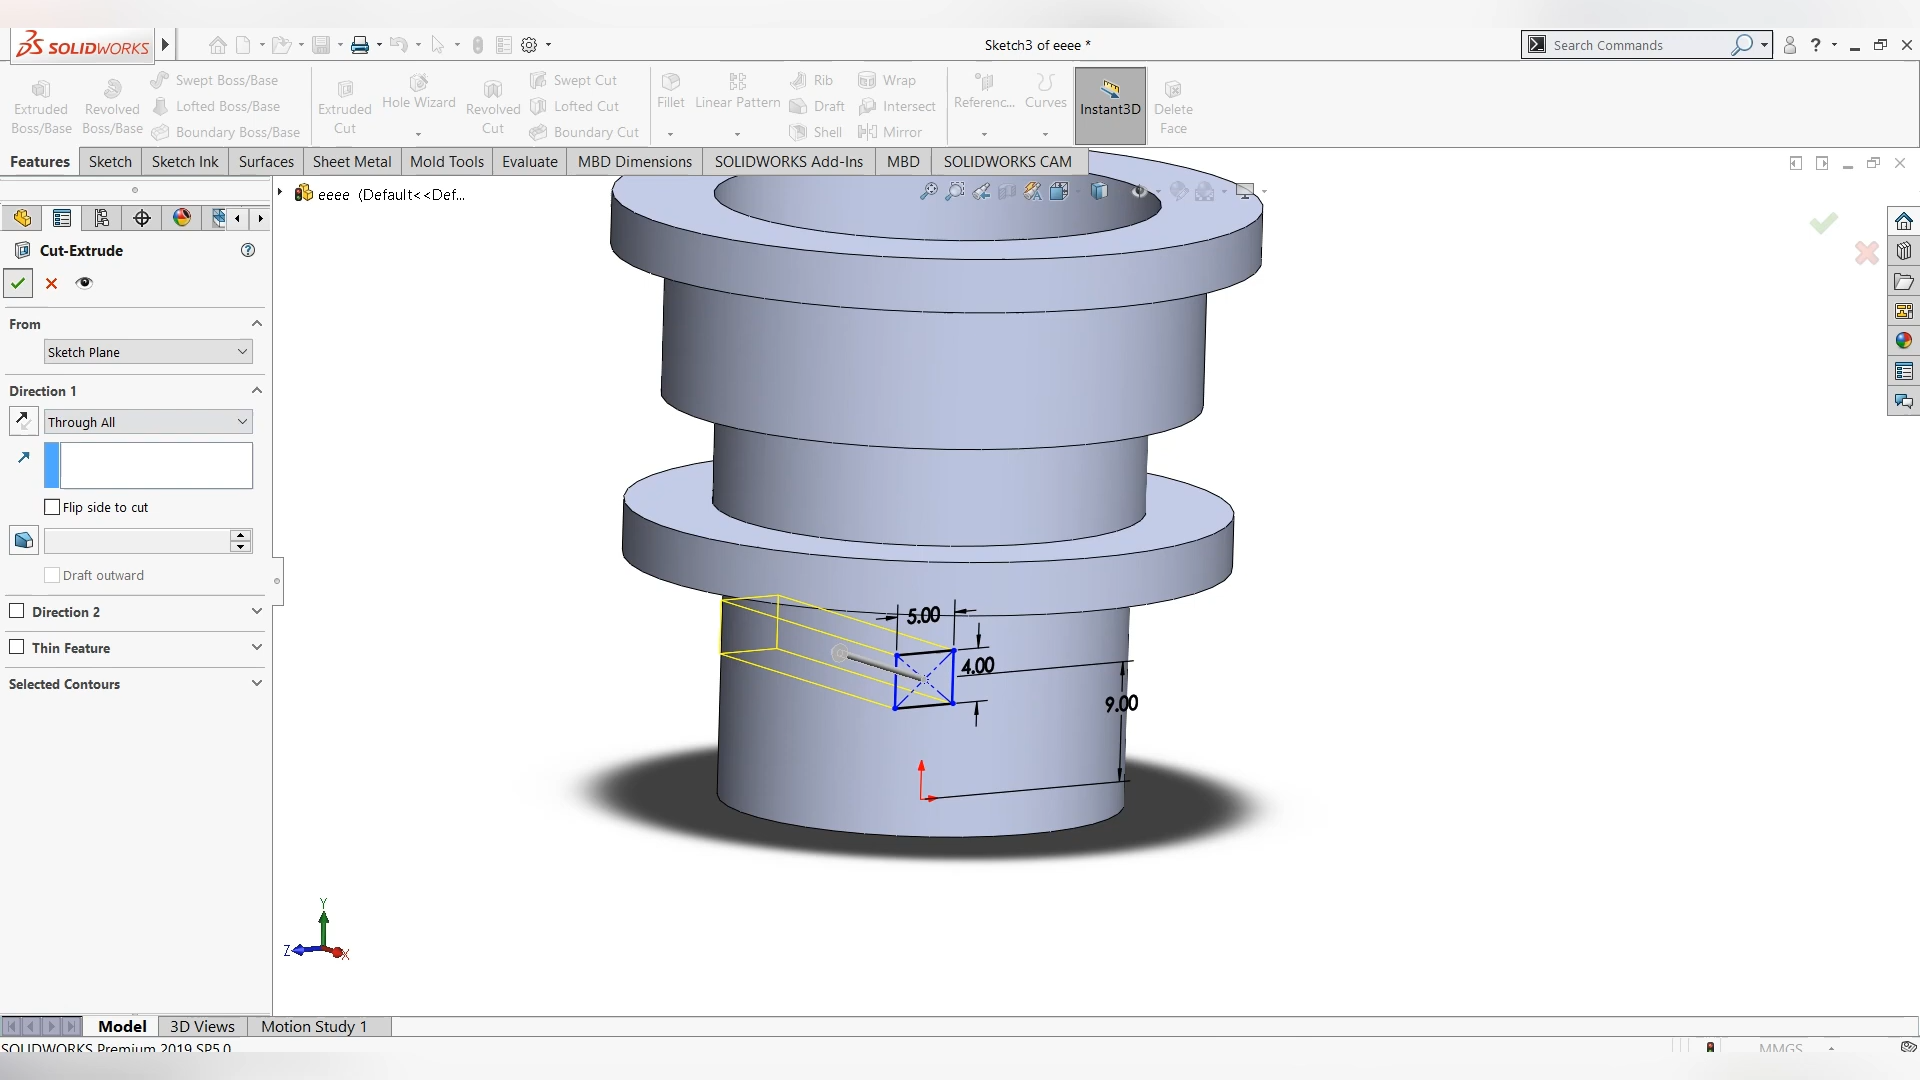 SOLIDWORKS
Sketch3 of eeee *
Search Commands
?
Extruded Boss/Base
Revolved Boss/Base
Swept Boss/Base
Lofted Boss/Base
Boundary Boss/Base
Extruded Cut
Hole Wizard
Revolved Cut
Swept Cut
Lofted Cut
Boundary Cut
Fillet
Linear Pattern
Rib
Draft
Shell
Wrap
Intersect
Mirror
Referenc...
Curves
Instant3D
Delete Face
Features
Sketch
Sketch Ink
Surfaces
Sheet Metal
Mold Tools
Evaluate
MBD Dimensions
SOLIDWORKS Add-Ins
MBD
SOLIDWORKS CAM
eeee (Default<<Def...
Cut-Extrude
?
From
Sketch Plane
Direction 1
Through All
Flip side to cut
Draft outward
Direction 2
Thin Feature
Selected Contours
5.00
4.00
9.00
Y
Z
X
Model
3D Views
Motion Study 1
SOLIDWORKS Premium 2019 SP5.0
MMGS